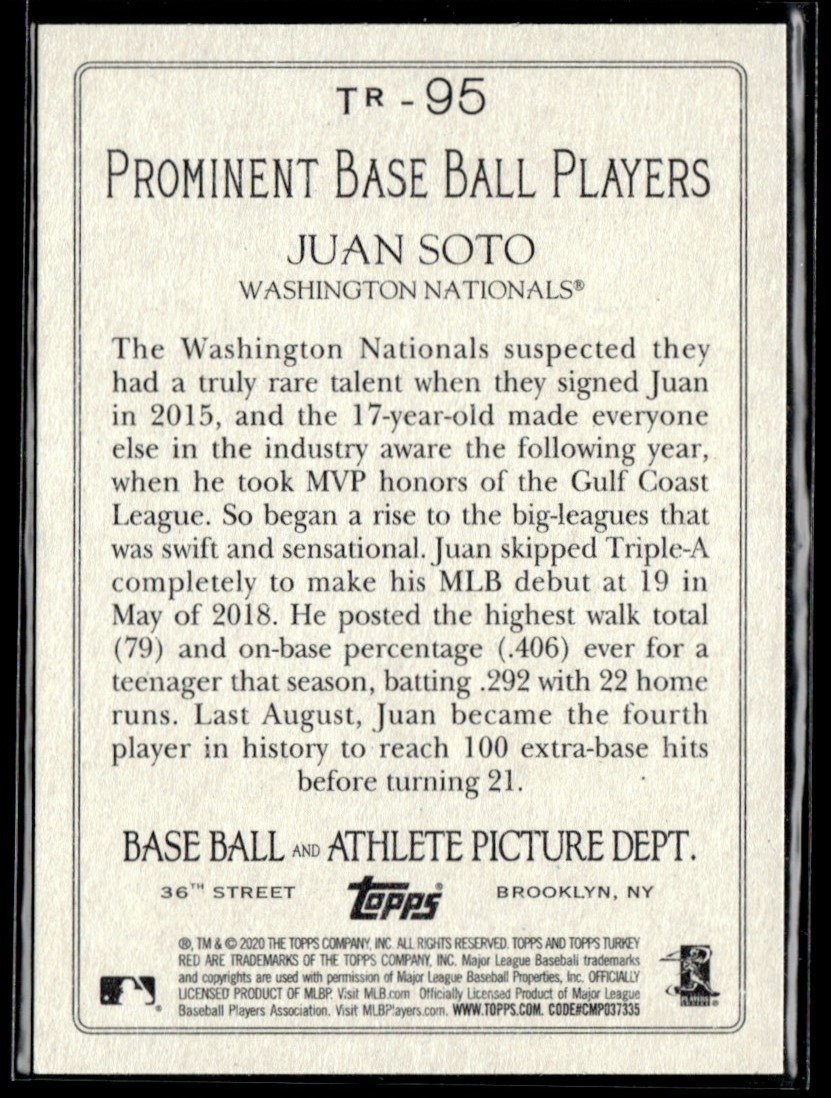 TR - 95
PROMINENT BASE BALL PLAYERS
JUAN SOTO
WASHINGTON NATIONALS®
The Washington Nationals suspected they
had a truly rare talent when they signed Juan
in 2015, and the 17-year-old made everyone
else in the industry aware the following year,
when he took MVP honors of the Gulf Coast
League. So began a rise to the big-leagues that
was swift and sensational. Juan skipped Triple-A
completely to make his MLB debut at 19 in
May of 2018. He posted the highest walk total
(79) and on-base percentage (.406) ever for a
teenager that season, batting .292 with 22 home
runs. Last August, Juan became the fourth
player in history to reach 100 extra-base hits
before turning 21.
BASE BALL AND ATHLETE PICTURE DEPT.
36TH STREET Topps® BROOKLYN, NY
®, TM & © 2020 THE TOPPS COMPANY, INC. ALL RIGHTS RESERVED. TOPPS AND TOPPS TURKEY
RED ARE TRADEMARKS OF THE TOPPS COMPANY, INC. Major League Baseball trademarks
and copyrights are used with permission of Major League Baseball Properties, Inc. OFFICIALLY
LICENSED PRODUCT OF MLBP. Visit MLB.com Officially Licensed Product of Major League
Baseball Players Association. Visit MLBPlayers.com. WWW.TOPPS.COM. CODE#CMP037335